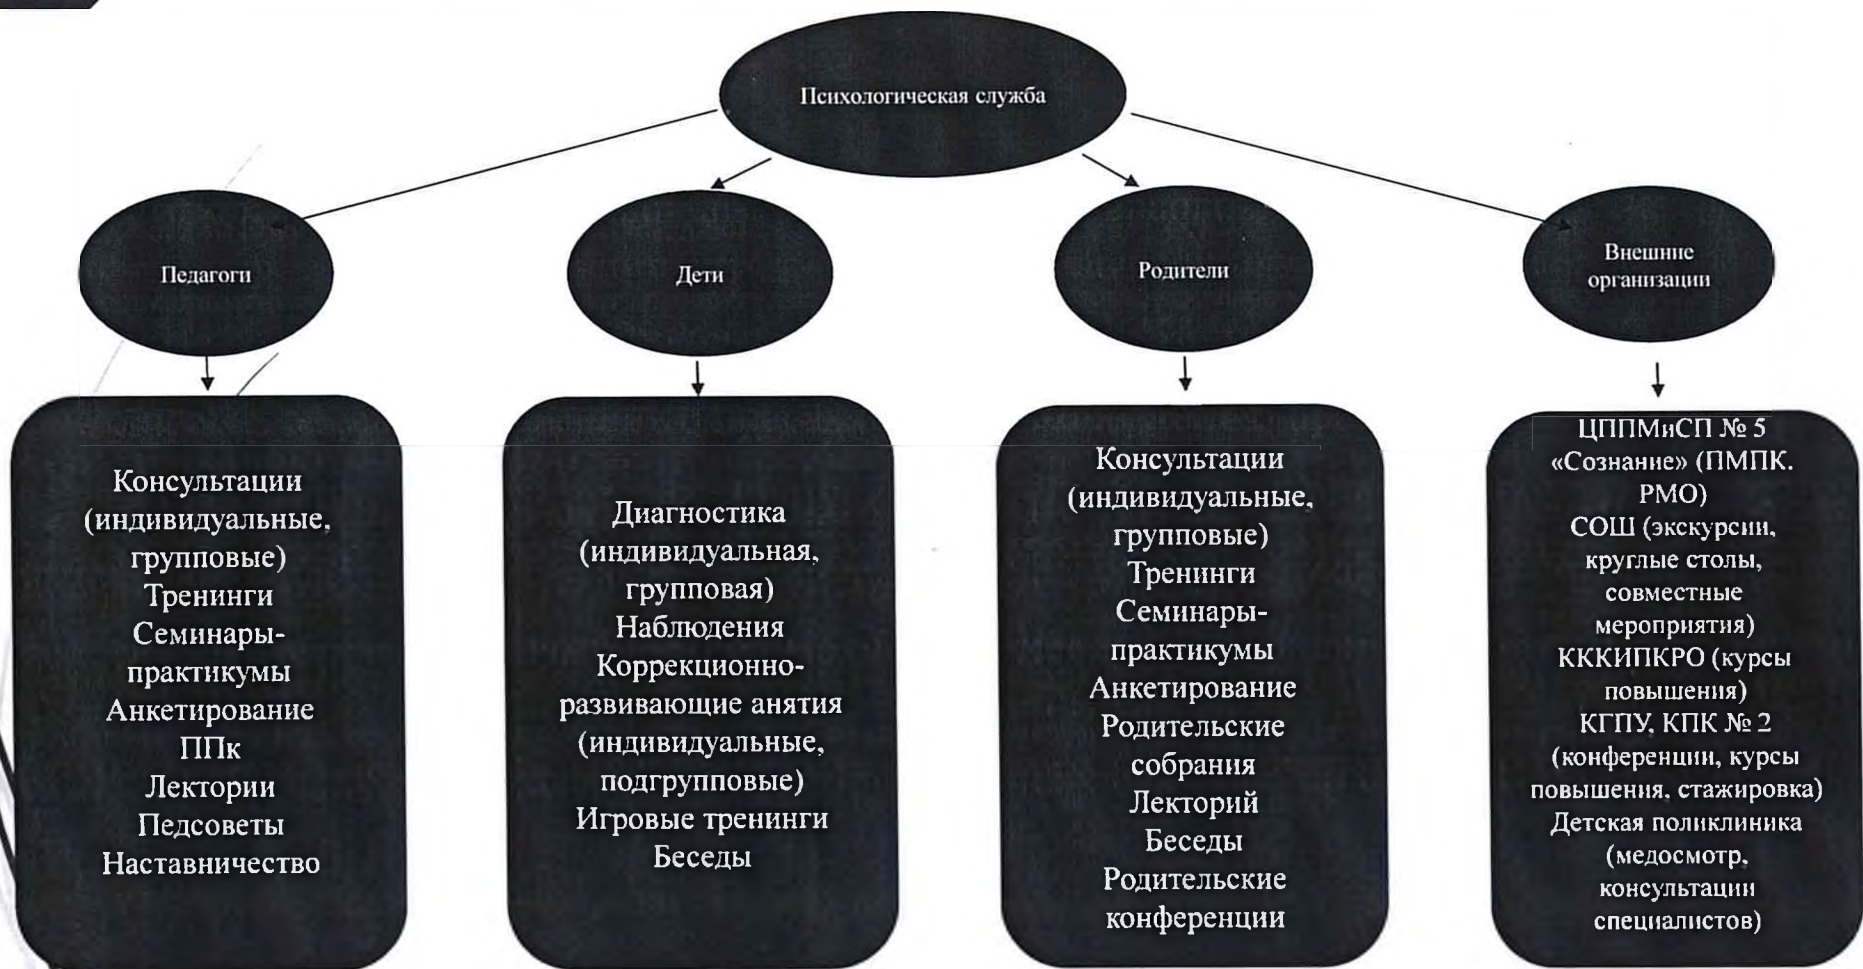 Психологическая служба
Педагоги
Дети
Родители
Внешние
организации
Консультации
(индивидуальные,
групповые)
Тренинги
Семинары-
практикумы
Анкетирование
ППк
Лектории
Педсоветы
Наставничество
Диагностика
(индивидуальная,
групповая)
Наблюдения
Коррекционно-
развивающие анятия
(индивидуальные,
подгрупповые)
Игровые тренинги
Беседы
Консультации
(индивидуальные,
групповые)
Тренинги
Семинары-
практикумы
Анкетирование
Родительские
собрания
Лекторий
Беседы
Родительские
конференции
ЦППМиСП № 5
«Сознание» (ПМПК.
РМО)
СОШ (экскурсии,
круглые столы,
совместные
мероприятия)
КККИПКРО (курсы
повышения)
КГПУ, КПК № 2
(конференции, курсы
повышения, стажировка)
Детская поликлиника
(медосмотр,
консультации
специалистов)